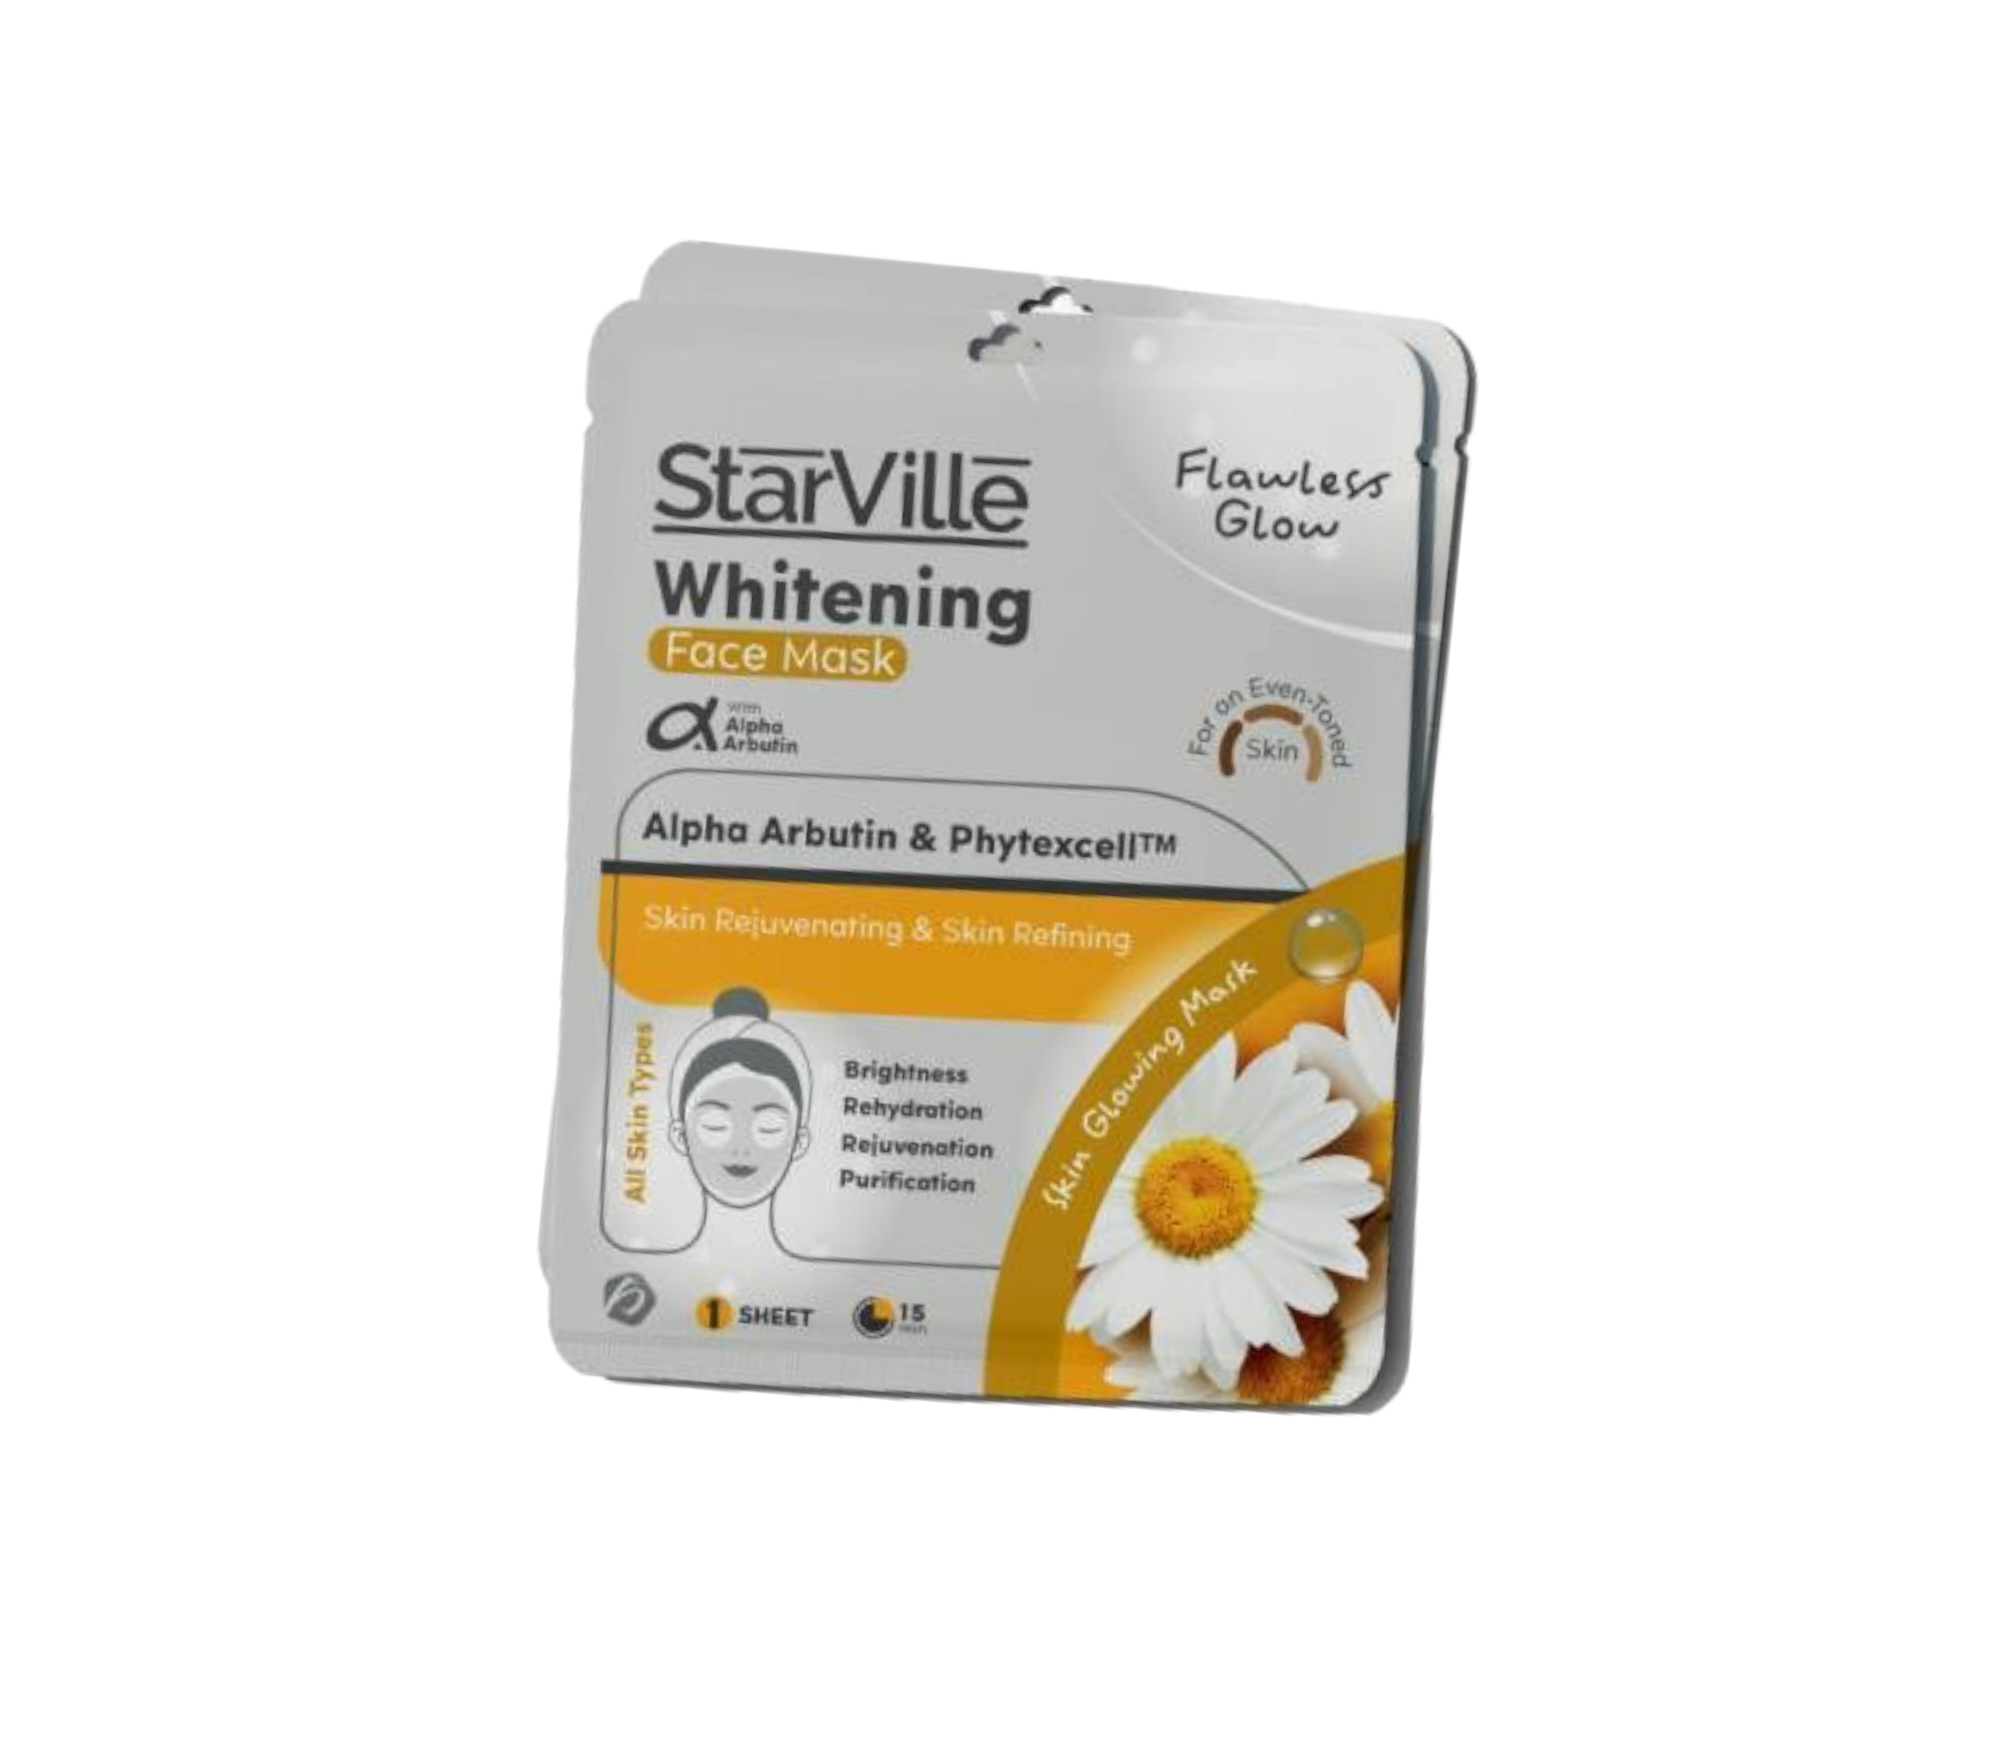 StarVille
Whitening
Face Mask
with
Alpha
Arbutin
Flawless
Glow
For an Even-Toned
Skin
Alpha Arbutin & Phytexcell™
Skin Rejuvenating & Skin Refining
All Skin Types
Brightness
Rehydration
Rejuvenation
Purification
Skin Glowing Mask
1 SHEET
15
min